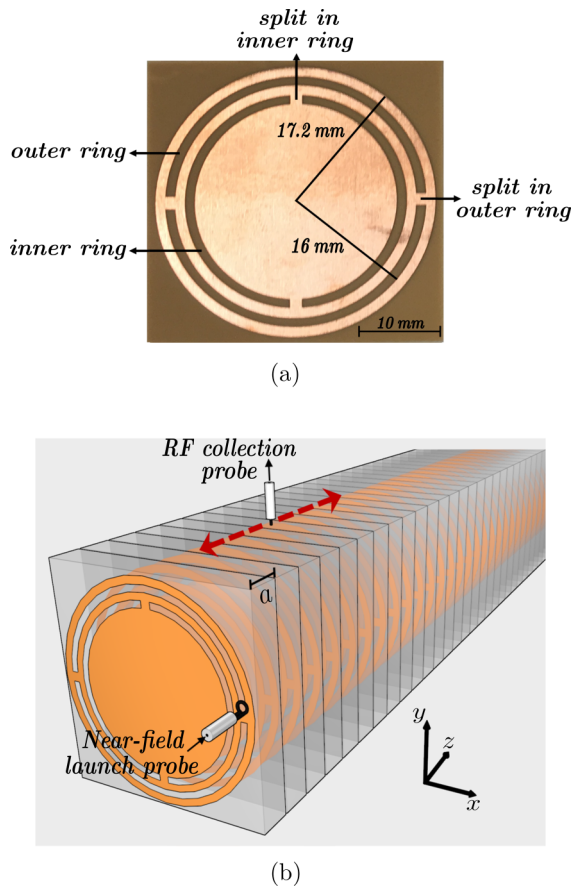 split in
inner ring
17.2 mm
outer ring
split in
outer ring
inner ring
16 mm
10 mm
(a)
RF collection
probe
a
Near-field
launch probe
y
z
x
(b)